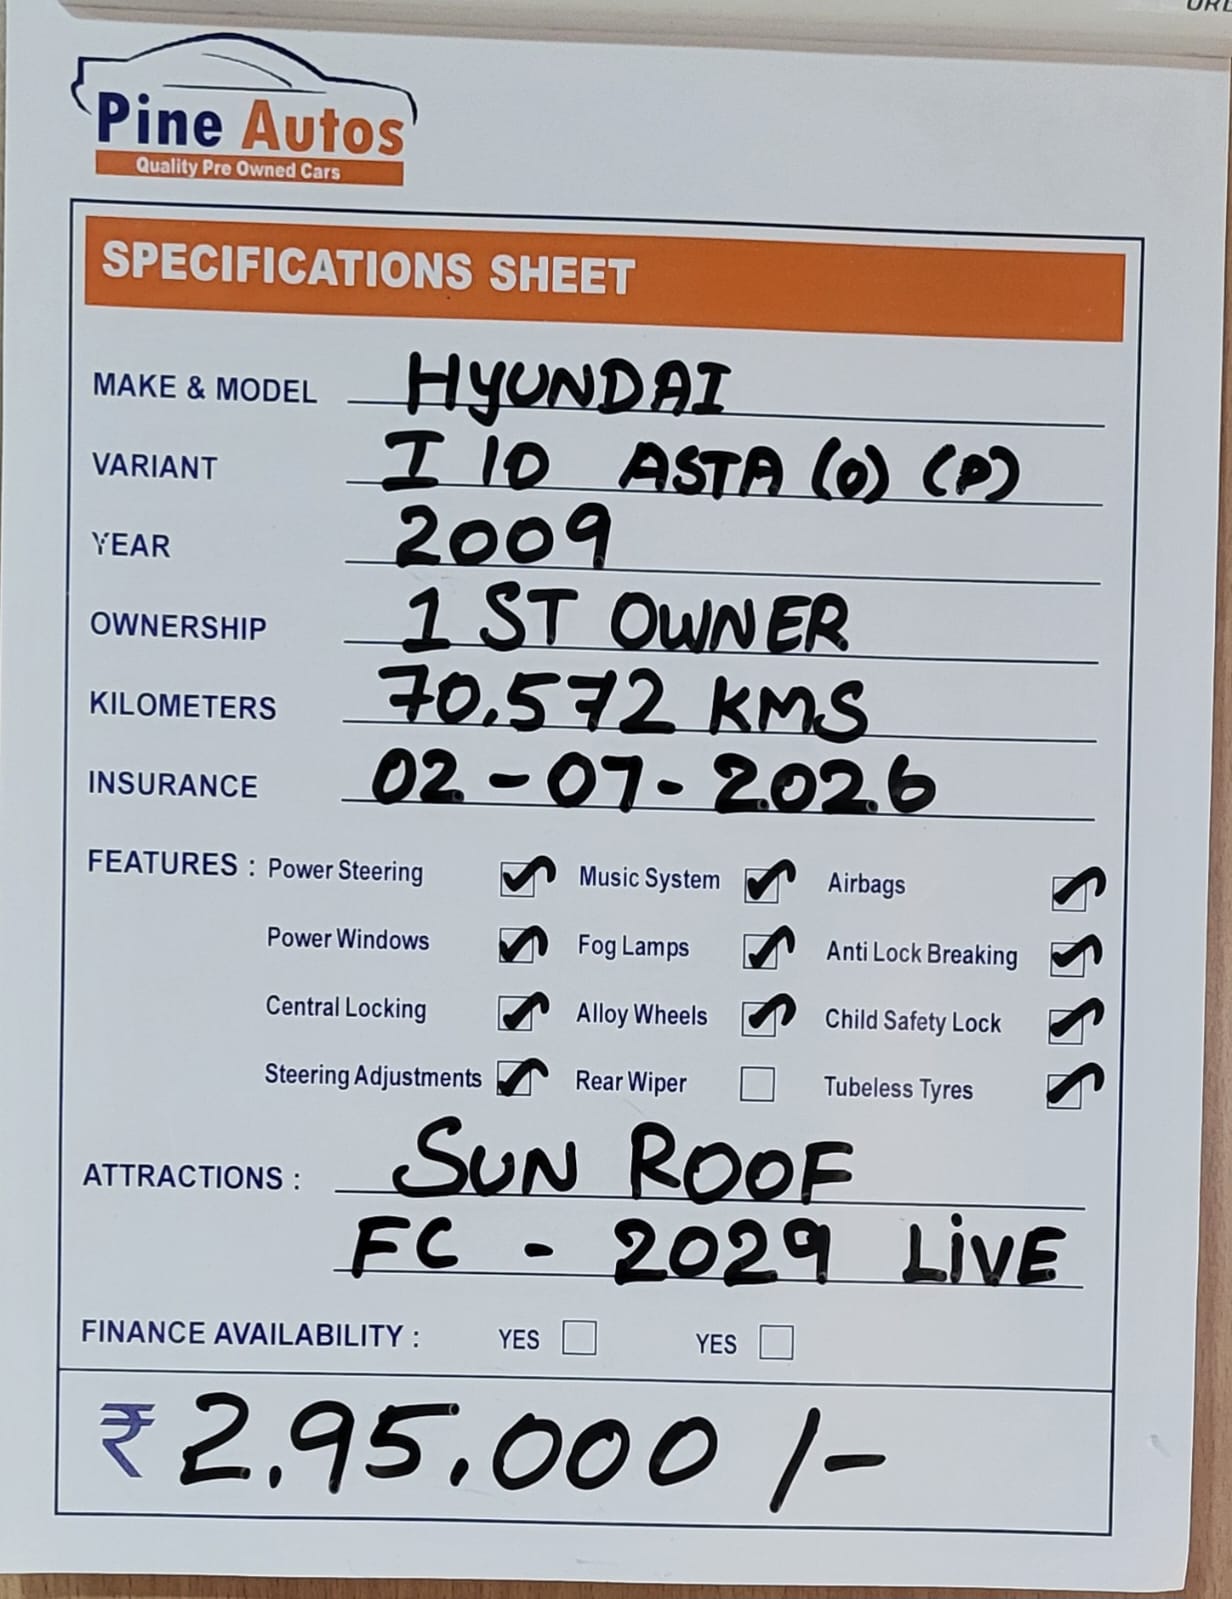 Pine Autos
Quality Pre Owned Cars
SPECIFICATIONS SHEET
MAKE & MODEL HYUNDAI
VARIANT I 10 ASTA (O) (P)
YEAR 2009
OWNERSHIP 1 ST OWNER
KILOMETERS 70,572 KMS
INSURANCE 02-07-2026
FEATURES : Power Steering Music System Airbags
Power Windows Fog Lamps Anti Lock Breaking
Central Locking Alloy Wheels Child Safety Lock
Steering Adjustments Rear Wiper Tubeless Tyres
ATTRACTIONS : SUN ROOF
FC - 2029 LiVE
FINANCE AVAILABILITY : YES YES
₹ 2,95,000 /-